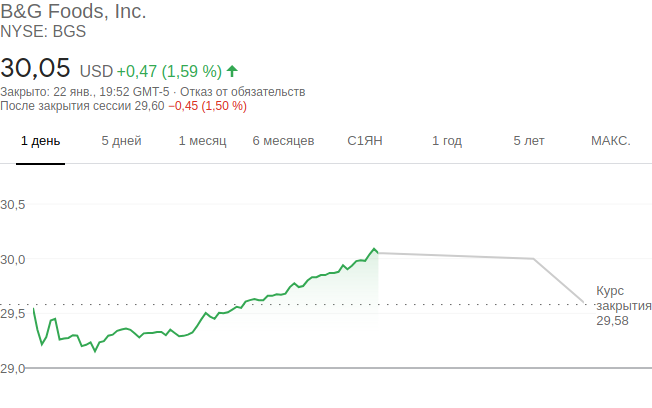 B&G Foods, Inc.
NYSE: BGS
30,05 USD +0,47 (1,59 %)
Закрыто: 22 янв., 19:52 GMT-5 · Отказ от обязательств
После закрытия сессии 29,60 −0,45 (1,50 %)
1 день 5 дней 1 месяц 6 месяцев С1ЯН 1 год 5 лет МАКС.
30,5
30,0
29,5
29,0
Курс
закрытия
29,58